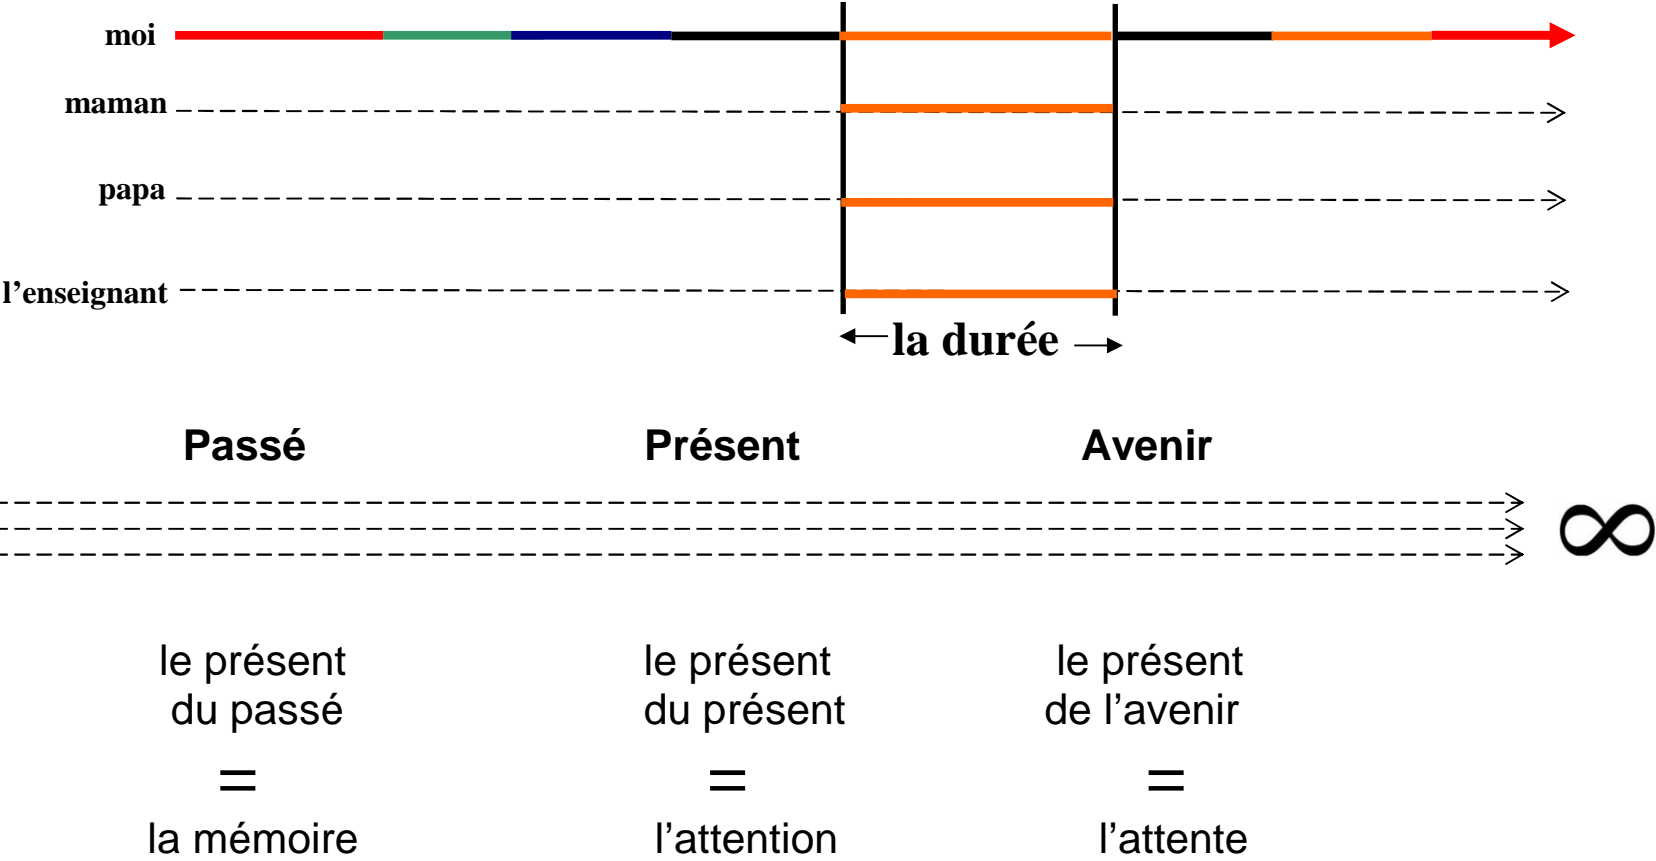 moi
maman
papa
l’enseignant
la durée
Passé Présent Avenir
∞
le présent le présent le présent
du passé du présent de l’avenir
= = =
la mémoire l’attention l’attente